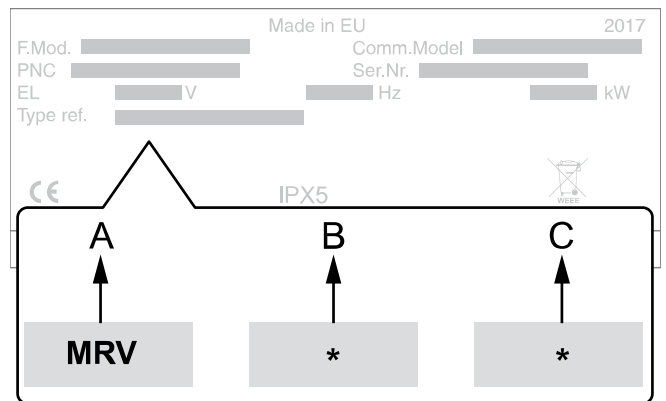 Made in EU 2017
F.Mod. Comm.Model
PNC Ser.Nr.
EL V Hz kW
Type ref.
CE IPX5
WEEE
A B C
MRV * *